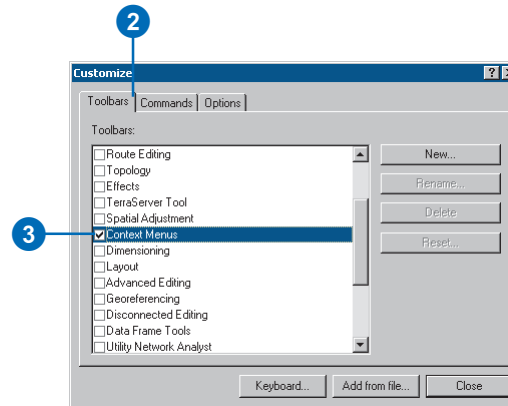 2
Customize
Toolbars Commands Options
Toolbars:
Route Editing
Topology
Effects
TerraServer Tool
Spatial Adjustment
3
Context Menus
Dimensioning
Layout
Advanced Editing
Georeferencing
Disconnected Editing
Data Frame Tools
Utility Network Analyst
New...
Rename...
Delete
Reset...
Keyboard... Add from file... Close